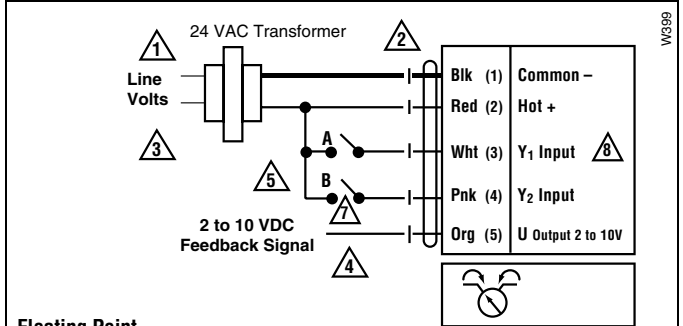 W399
24 VAC Transformer
1
2
Line
Volts
3
Blk (1) Common –
Red (2) Hot +
A
Wht (3) Y1 Input 8
5
B
7
Pnk (4) Y2 Input
2 to 10 VDC
Feedback Signal
4
Org (5) U Output 2 to 10V
Floating Point